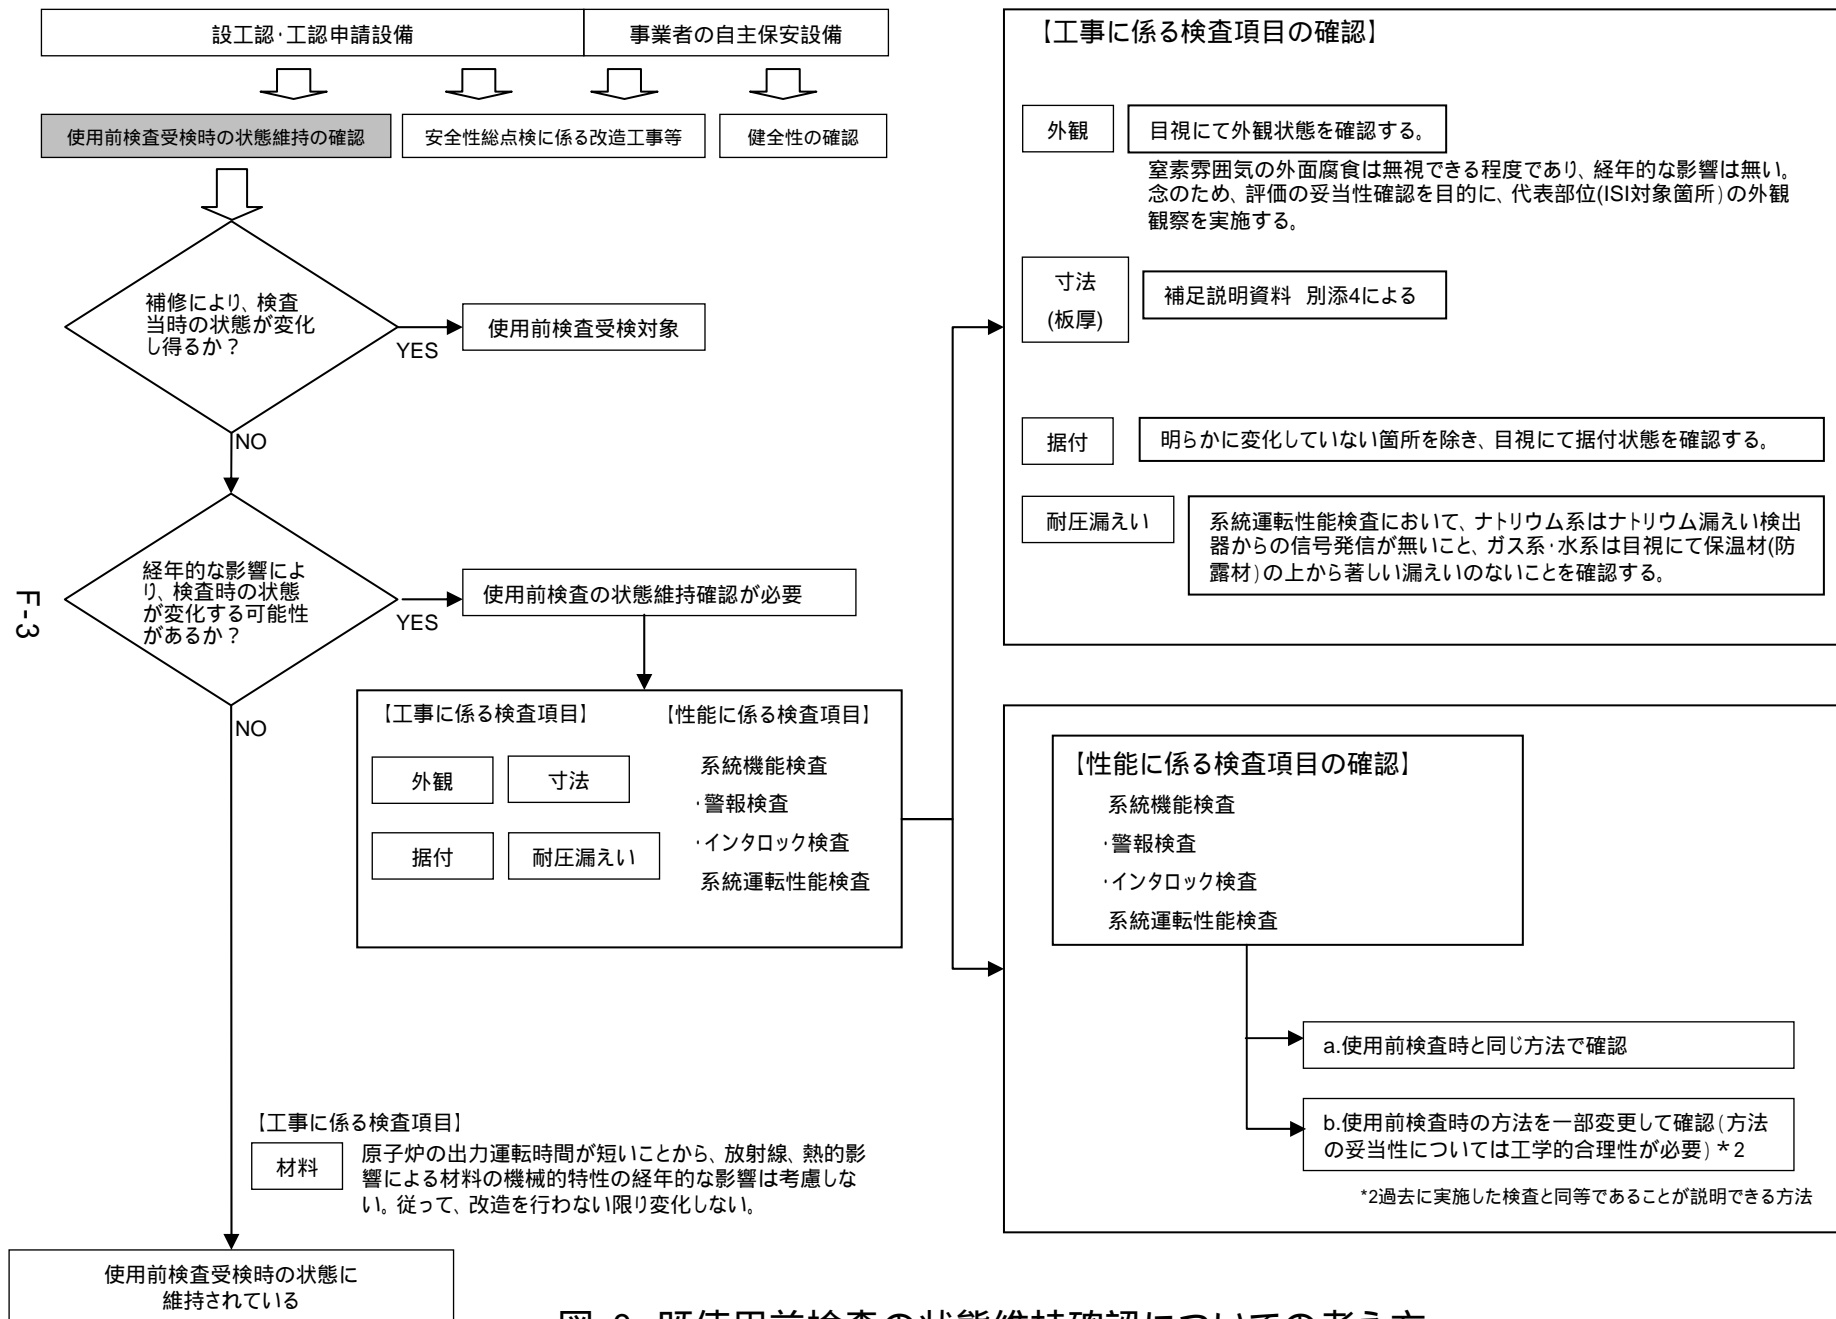 設工認・工認申請設備
事業者の自主保安設備
使用前検査受検時の状態維持の確認
安全性総点検に係る改造工事等
健全性の確認
補修により、検査
当時の状態が変化
し得るか？
YES
使用前検査受検対象
NO
経年的な影響によ
り、検査時の状態
が変化する可能性
があるか？
YES
使用前検査の状態維持確認が必要
NO
【工事に係る検査項目】
外観
寸法
据付
耐圧漏えい
【性能に係る検査項目】
系統機能検査
・警報検査
・インタロック検査
系統運転性能検査
【工事に係る検査項目】
材料
原子炉の出力運転時間が短いことから、放射線、熱的影
響による材料の機械的特性の経年的な影響は考慮しな
い。従って、改造を行わない限り変化しない。
使用前検査受検時の状態に
維持されている
【工事に係る検査項目の確認】
外観
目視にて外観状態を確認する。
窒素雰囲気の外面腐食は無視できる程度であり、経年的な影響は無い。
念のため、評価の妥当性確認を目的に、代表部位(ISI対象箇所)の外観
観察を実施する。
寸法
(板厚)
補足説明資料 別添4による
据付
明らかに変化していない箇所を除き、目視にて据付状態を確認する。
耐圧漏えい
系統運転性能検査において、ナトリウム系はナトリウム漏えい検出
器からの信号発信が無いこと、ガス系・水系は目視にて保温材(防
露材)の上から著しい漏えいのないことを確認する。
【性能に係る検査項目の確認】
系統機能検査
・警報検査
・インタロック検査
系統運転性能検査
a.使用前検査時と同じ方法で確認
b.使用前検査時の方法を一部変更して確認(方法
の妥当性については工学的合理性が必要)＊2
*2過去に実施した検査と同等であることが説明できる方法
F-3
既使用前検査の状態維持確認についての考え方